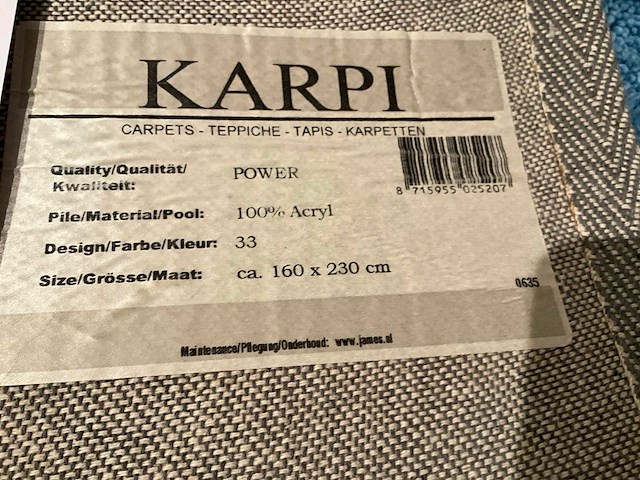 KARPI
CARPETS - TEPPICHE - TAPIS - KARPETTEN
Quality/Qualität/ POWER
Kwaliteit:
8 715955 025207
Pile/Material/Pool: 100% Acryl
Design/Farbe/Kleur: 33
Size/Grösse/Maat: ca. 160 x 230 cm
0635
Maintenance/Pflegung/Onderhoud: www.james.nl